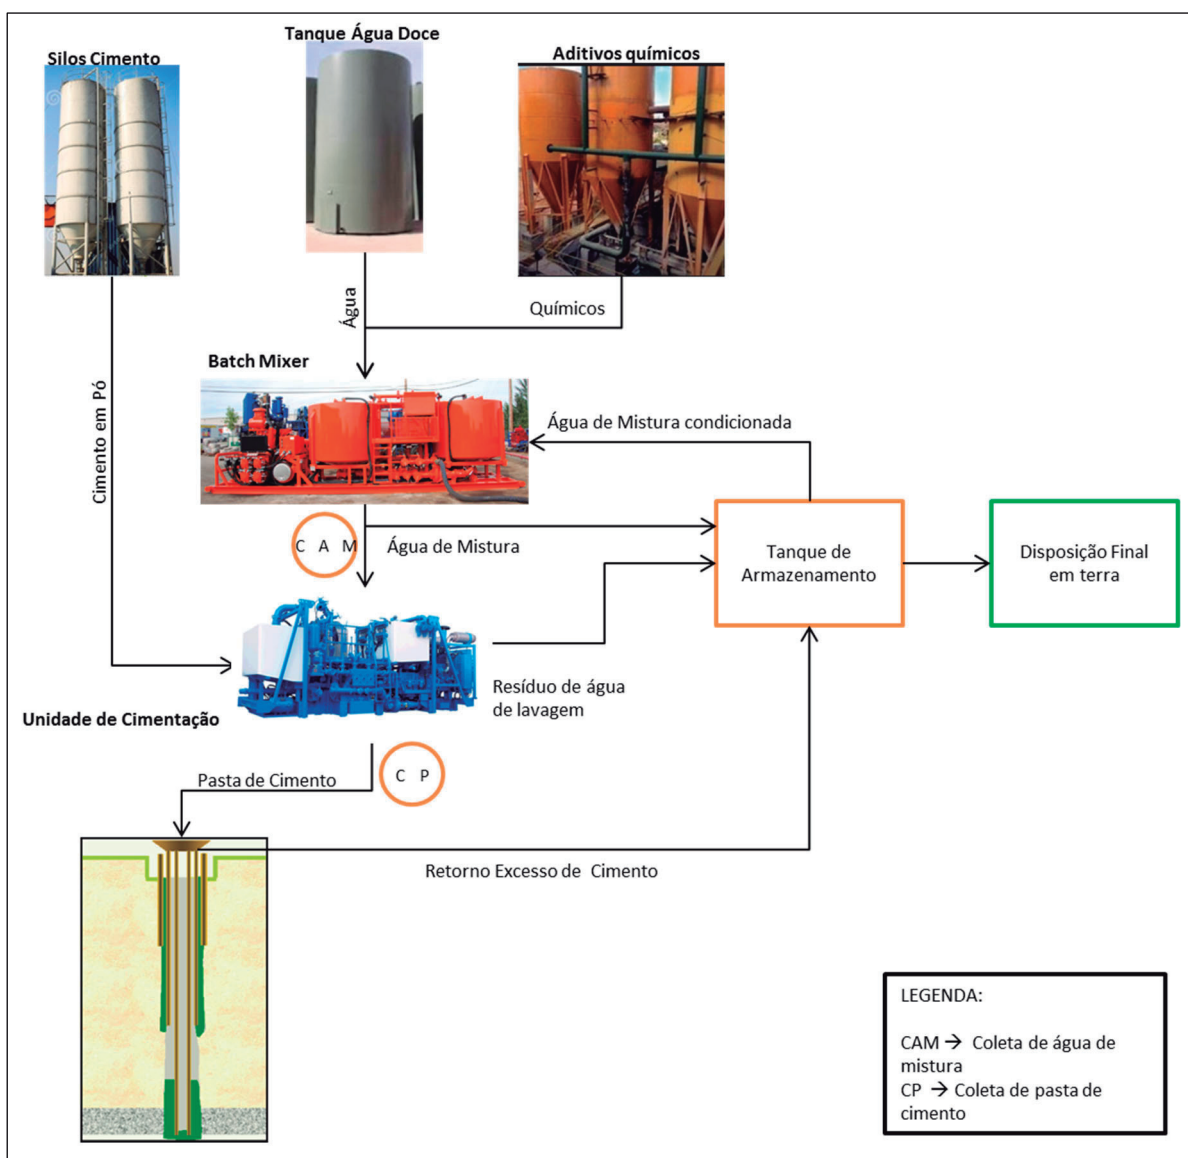 Silos Cimento
Tanque Água Doce
Aditivos químicos
Água
Químicos
Batch Mixer
Cimento em Pó
Água de Mistura condicionada
C A M
Água de Mistura
Tanque de
Armazenamento
Disposição Final
em terra
Resíduo de água
de lavagem
Unidade de Cimentação
C P
Pasta de Cimento
Retorno Excesso de Cimento
LEGENDA:
CAM → Coleta de água de
mistura
CP → Coleta de pasta de
cimento